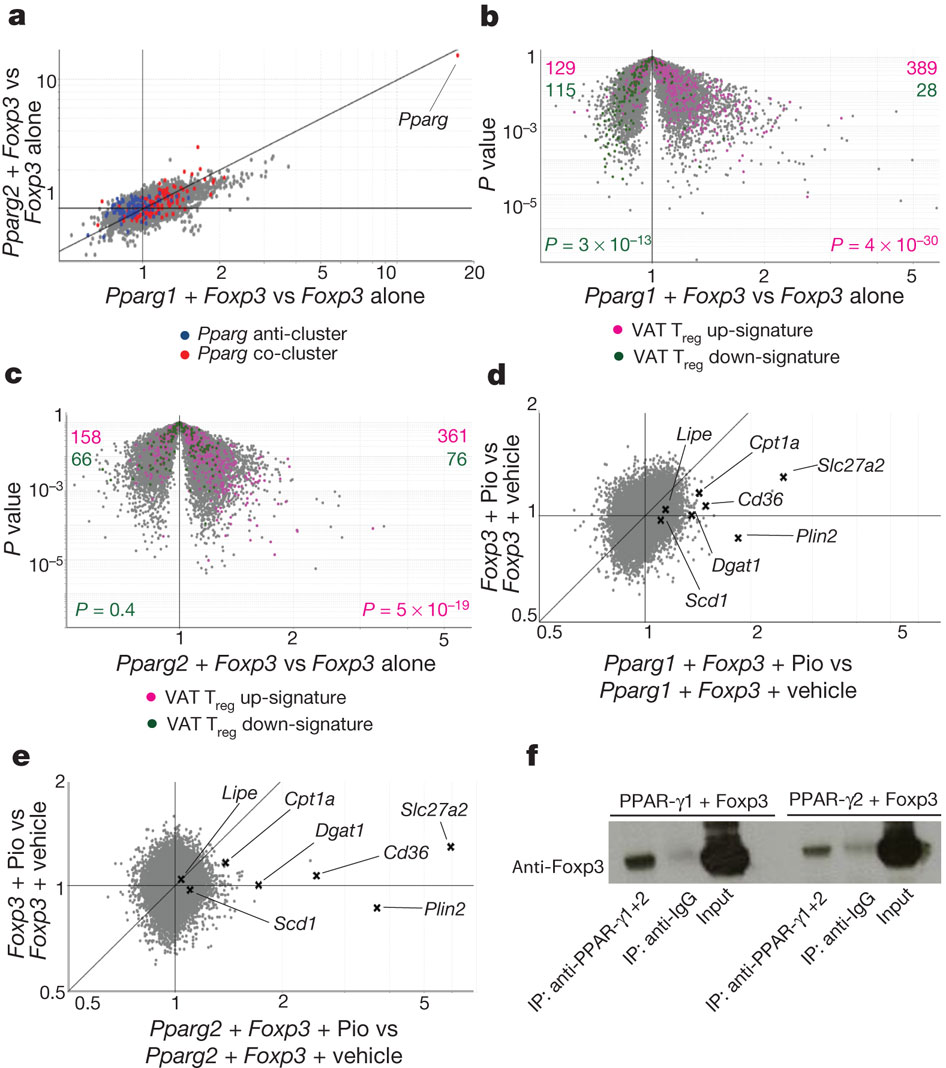 a
Pparg2 + Foxp3 vs
Foxp3 alone
10
1
Pparg
1
2
5
10
20
Pparg1 + Foxp3 vs Foxp3 alone
Pparg anti-cluster
Pparg co-cluster
b
P value
1
10⁻³
10⁻⁵
129
115
389
28
P = 3 × 10⁻¹³
P = 4 × 10⁻³⁰
1
2
5
Pparg1 + Foxp3 vs Foxp3 alone
VAT Treg up-signature
VAT Treg down-signature
c
P value
1
10⁻³
10⁻⁵
158
66
361
76
P = 0.4
P = 5 × 10⁻¹⁹
1
2
5
Pparg2 + Foxp3 vs Foxp3 alone
VAT Treg up-signature
VAT Treg down-signature
d
Foxp3 + Pio vs
Foxp3 + vehicle
2
1
0.5
Lipe
Cpt1a
Slc27a2
Cd36
Plin2
Dgat1
Scd1
0.5
1
2
5
Pparg1 + Foxp3 + Pio vs
Pparg1 + Foxp3 + vehicle
e
Foxp3 + Pio vs
Foxp3 + vehicle
2
1
0.5
Lipe
Cpt1a
Slc27a2
Dgat1
Cd36
Scd1
Plin2
0.5
1
2
5
Pparg2 + Foxp3 + Pio vs
Pparg2 + Foxp3 + vehicle
f
PPAR-γ1 + Foxp3
PPAR-γ2 + Foxp3
Anti-Foxp3
IP: anti-PPAR-γ1+2
IP: anti-IgG
Input
IP: anti-PPAR-γ1+2
IP: anti-IgG
Input